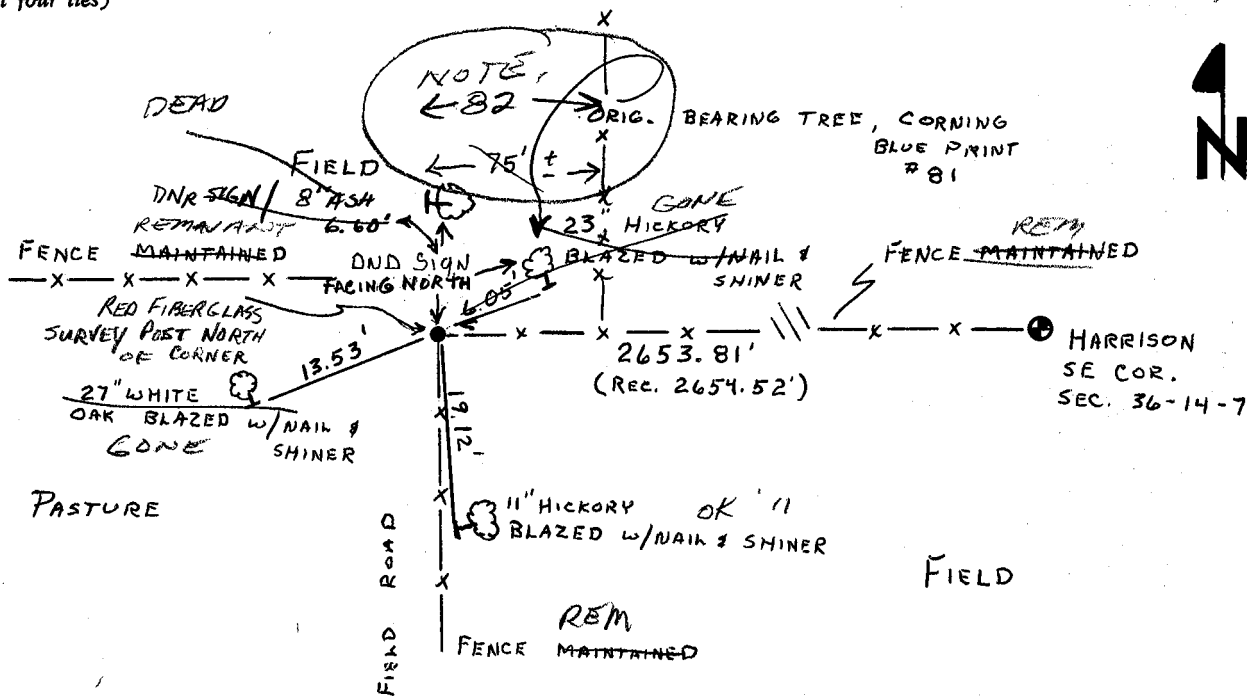 four ties)
X
NOTE,
←82→
DEAD
ORIG. BEARING TREE, CORNING
BLUE PRINT
#81
N
75' ±
FIELD
DNR SIGN / 8" ASH
6.60'
GONE
23" HICKORY
REMANANT
REM
FENCE MAINTAINED
DND SIGN
FACING NORTH
BLAZED W/NAIL &
SHINER
FENCE MAINTAINED
6.05'
RED FIBERGLASS
SURVEY POST NORTH
OF CORNER
13.53'
2653.81'
(REC. 2654.52')
HARRISON
SE COR.
SEC. 36-14-7
27" WHITE
OAK BLAZED W/NAIL &
SHINER
GONE
19.12'
PASTURE
11" HICKORY OK '11
BLAZED W/NAIL & SHINER
FIELD ROAD
FIELD
REM
FENCE MAINTAINED